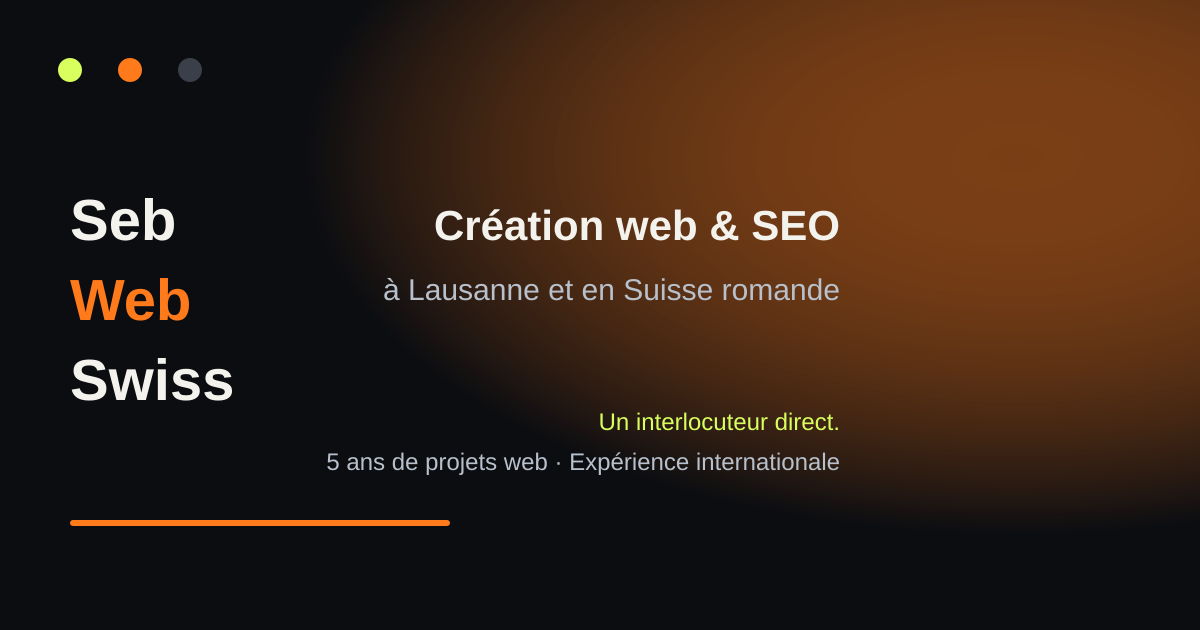 Seb
Web
Swiss
Création web & SEO
à Lausanne et en Suisse romande
Un interlocuteur direct.
5 ans de projets web · Expérience internationale